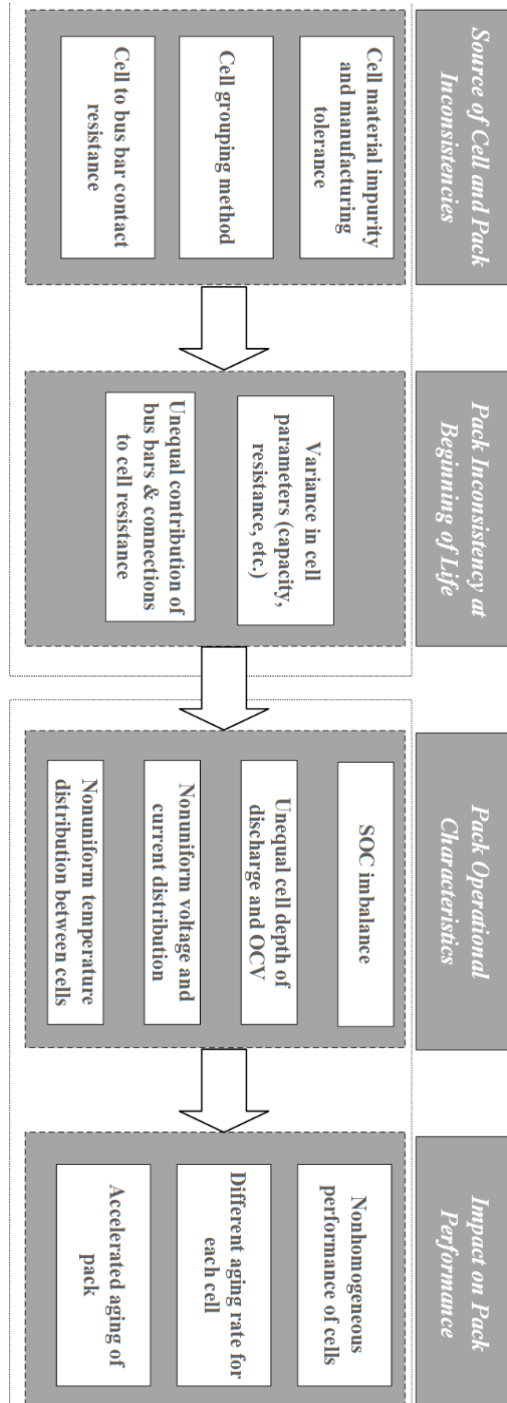 Source of Cell and Pack
Inconsistencies
Cell material impurity
and manufacturing
tolerance
Cell grouping method
Cell to bus bar contact
resistance
Pack Inconsistency at
Beginning of Life
Variance in cell
parameters (capacity,
resistance, etc.)
Unequal contribution of
bus bars & connections
to cell resistance
Pack Operational
Characteristics
SOC imbalance
Unequal cell depth of
discharge and OCV
Nonuniform voltage and
current distribution
Nonuniform temperature
distribution between cells
Impact on Pack
Performance
Nonhomogeneous
performance of cells
Different aging rate for
each cell
Accelerated aging of
pack